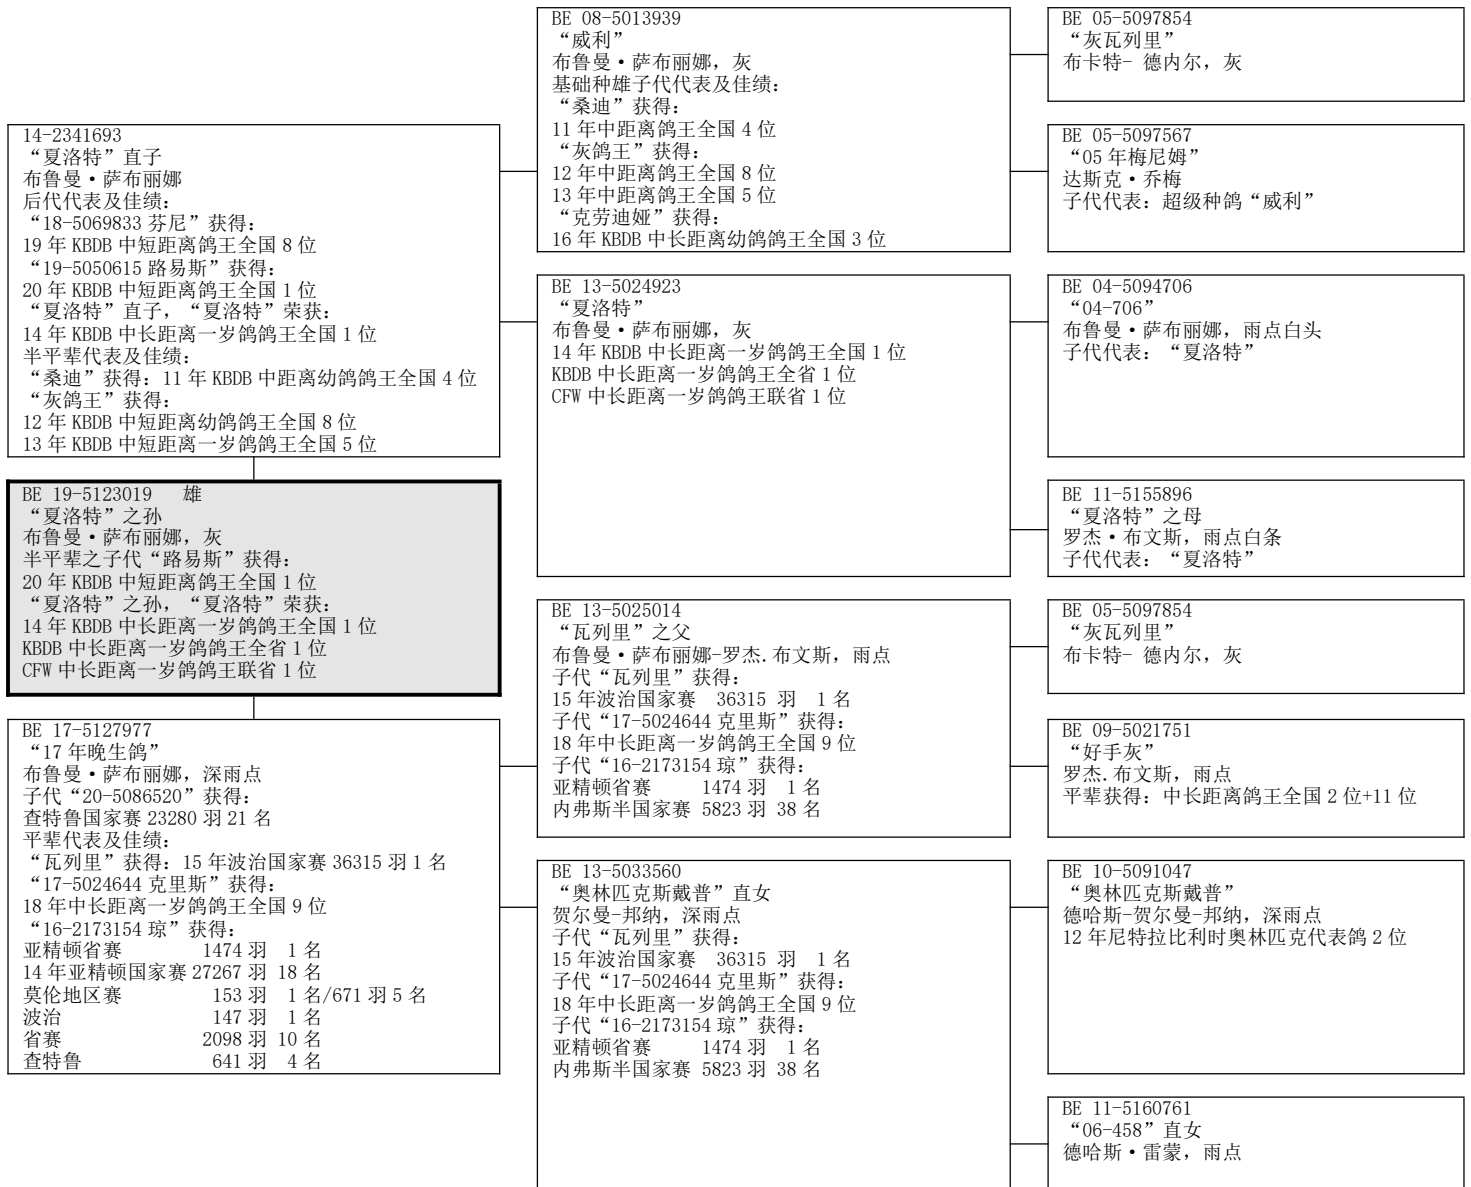 14-2341693
“夏洛特”直子
布鲁曼·萨布丽娜
后代代表及佳绩：
“18-5069833 芬尼”获得：
19 年 KBDB 中短距离鸽王全国 8 位
“19-5050615 路易斯”获得：
20 年 KBDB 中短距离鸽王全国 1 位
“夏洛特”直子，“夏洛特”荣获：
14 年 KBDB 中长距离一岁鸽鸽王全国 1 位
半平辈代表及佳绩：
“桑迪”获得：11 年 KBDB 中距离幼鸽鸽王全国 4 位
“灰鸽王”获得：
12 年 KBDB 中短距离幼鸽鸽王全国 8 位
13 年 KBDB 中短距离一岁鸽鸽王全国 5 位
BE 19-5123019 雄
“夏洛特”之孙
布鲁曼·萨布丽娜，灰
半平辈之子代“路易斯”获得：
20 年 KBDB 中短距离鸽王全国 1 位
“夏洛特”之孙，“夏洛特”荣获：
14 年 KBDB 中长距离一岁鸽鸽王全国 1 位
KBDB 中长距离一岁鸽鸽王全省 1 位
CFW 中长距离一岁鸽鸽王联省 1 位
BE 17-5127977
“17 年晚生鸽”
布鲁曼·萨布丽娜，深雨点
子代“20-5086520”获得：
查特鲁国家赛 23280 羽 21 名
平辈代表及佳绩：
“瓦列里”获得：15 年波治国家赛 36315 羽 1 名
“17-5024644 克里斯”获得：
18 年中长距离一岁鸽鸽王全国 9 位
“16-2173154 琼”获得：
亚精顿省赛 1474 羽 1 名
14 年亚精顿国家赛 27267 羽 18 名
莫伦地区赛 153 羽 1 名/671 羽 5 名
波治 147 羽 1 名
省赛 2098 羽 10 名
查特鲁 641 羽 4 名
BE 08-5013939
“威利”
布鲁曼·萨布丽娜，灰
基础种雄子代代表及佳绩：
“桑迪”获得：
11 年中距离鸽王全国 4 位
“灰鸽王”获得：
12 年中距离鸽王全国 8 位
13 年中距离鸽王全国 5 位
“克劳迪娅”获得：
16 年 KBDB 中长距离幼鸽鸽王全国 3 位
BE 13-5024923
“夏洛特”
布鲁曼·萨布丽娜，灰
14 年 KBDB 中长距离一岁鸽鸽王全国 1 位
KBDB 中长距离一岁鸽鸽王全省 1 位
CFW 中长距离一岁鸽鸽王联省 1 位
BE 13-5025014
“瓦列里”之父
布鲁曼·萨布丽娜-罗杰.布文斯，雨点
子代“瓦列里”获得：
15 年波治国家赛 36315 羽 1 名
子代“17-5024644 克里斯”获得：
18 年中长距离一岁鸽鸽王全国 9 位
子代“16-2173154 琼”获得：
亚精顿省赛 1474 羽 1 名
内弗斯半国家赛 5823 羽 38 名
BE 13-5033560
“奥林匹克斯戴普”直女
贺尔曼-邦纳，深雨点
子代“瓦列里”获得：
15 年波治国家赛 36315 羽 1 名
子代“17-5024644 克里斯”获得：
18 年中长距离一岁鸽鸽王全国 9 位
子代“16-2173154 琼”获得：
亚精顿省赛 1474 羽 1 名
内弗斯半国家赛 5823 羽 38 名
BE 05-5097854
“灰瓦列里”
布卡特- 德内尔，灰
BE 05-5097567
“05 年梅尼姆”
达斯克·乔梅
子代代表：超级种鸽“威利”
BE 04-5094706
“04-706”
布鲁曼·萨布丽娜，雨点白头
子代代表：“夏洛特”
BE 11-5155896
“夏洛特”之母
罗杰·布文斯，雨点白条
子代代表：“夏洛特”
BE 05-5097854
“灰瓦列里”
布卡特- 德内尔，灰
BE 09-5021751
“好手灰”
罗杰.布文斯，雨点
平辈获得：中长距离鸽王全国 2 位+11 位
BE 10-5091047
“奥林匹克斯戴普”
德哈斯-贺尔曼-邦纳，深雨点
12 年尼特拉比利时奥林匹克代表鸽 2 位
BE 11-5160761
“06-458”直女
德哈斯·雷蒙，雨点